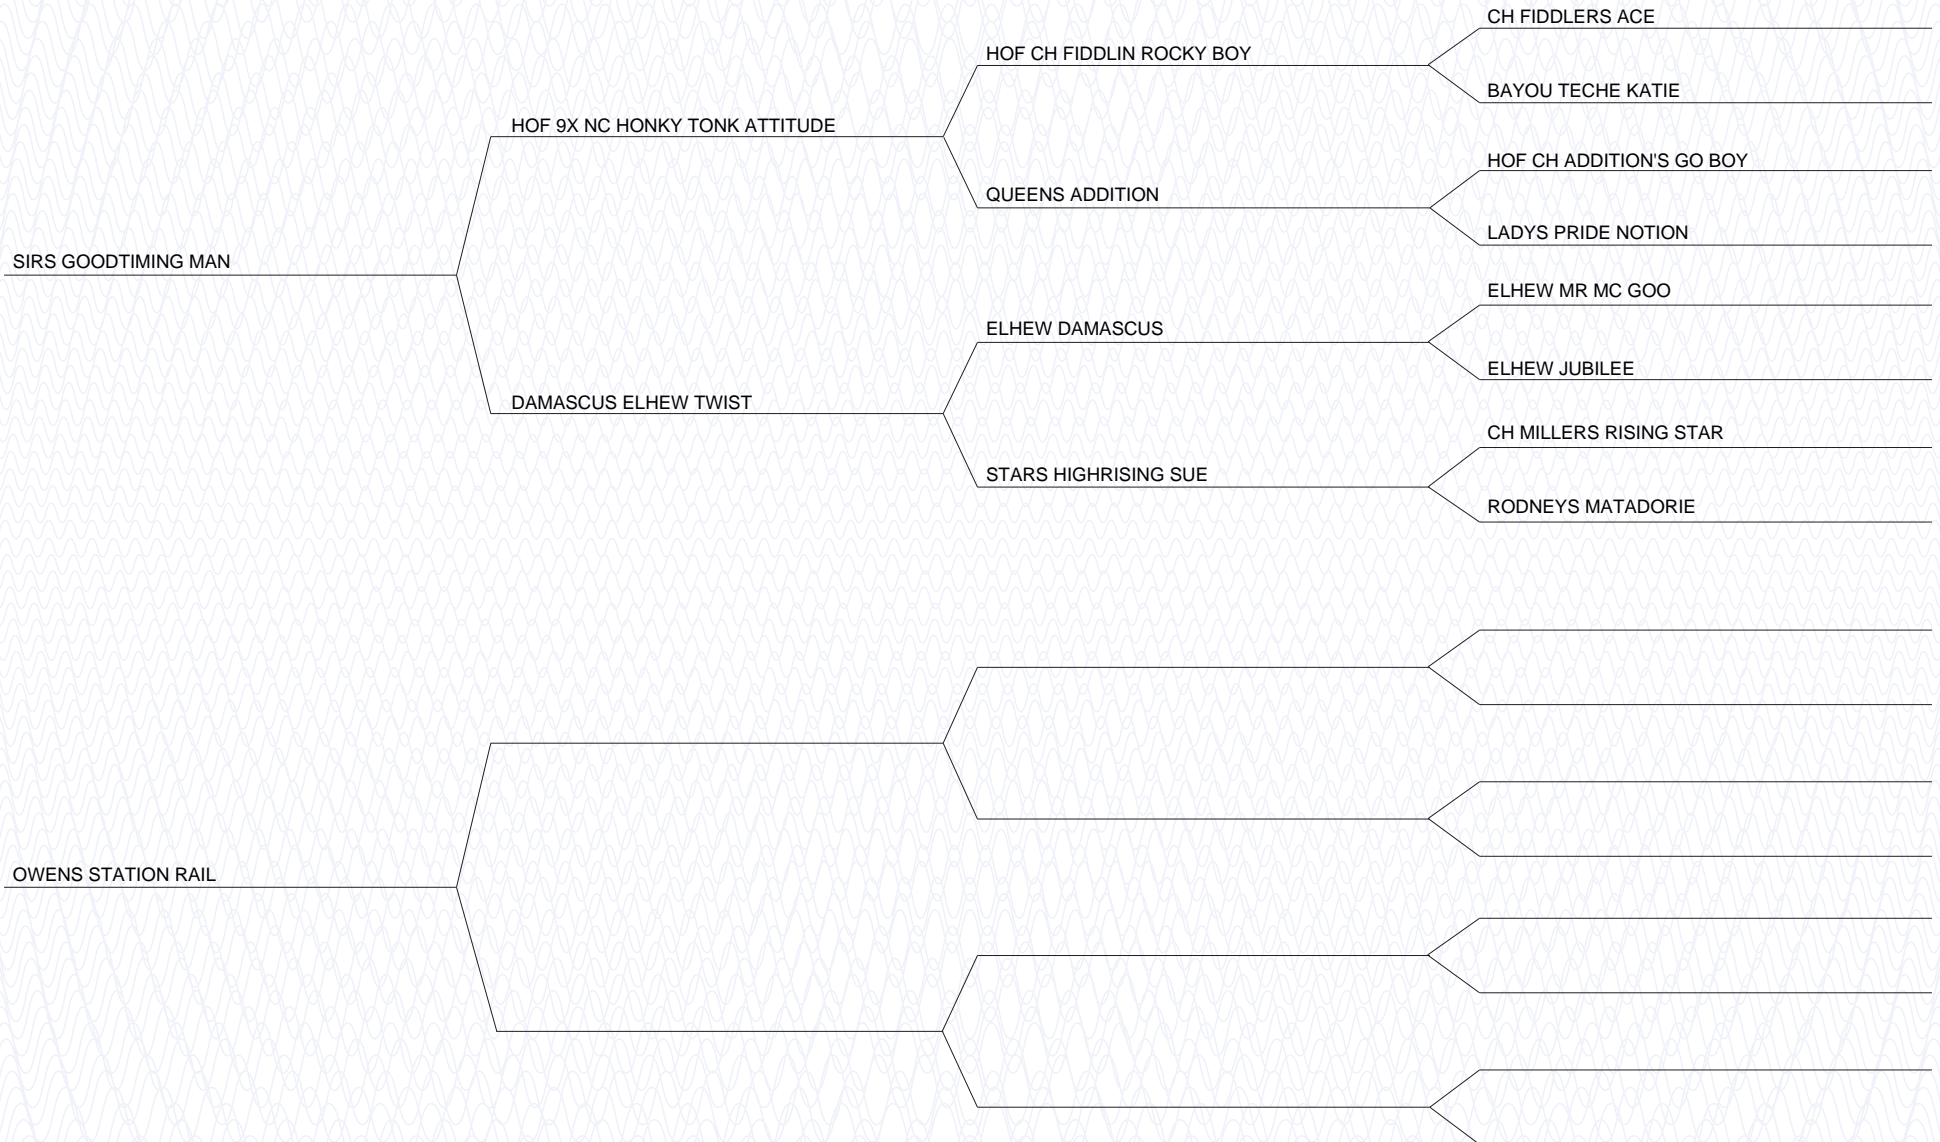 CH FIDDLERS ACE
HOF CH FIDDLIN ROCKY BOY
BAYOU TECHE KATIE
HOF 9X NC HONKY TONK ATTITUDE
HOF CH ADDITION'S GO BOY
QUEENS ADDITION
LADYS PRIDE NOTION
SIRS GOODTIMING MAN
ELHEW MR MC GOO
ELHEW DAMASCUS
ELHEW JUBILEE
DAMASCUS ELHEW TWIST
CH MILLERS RISING STAR
STARS HIGHRISING SUE
RODNEYS MATADORIE
OWENS STATION RAIL